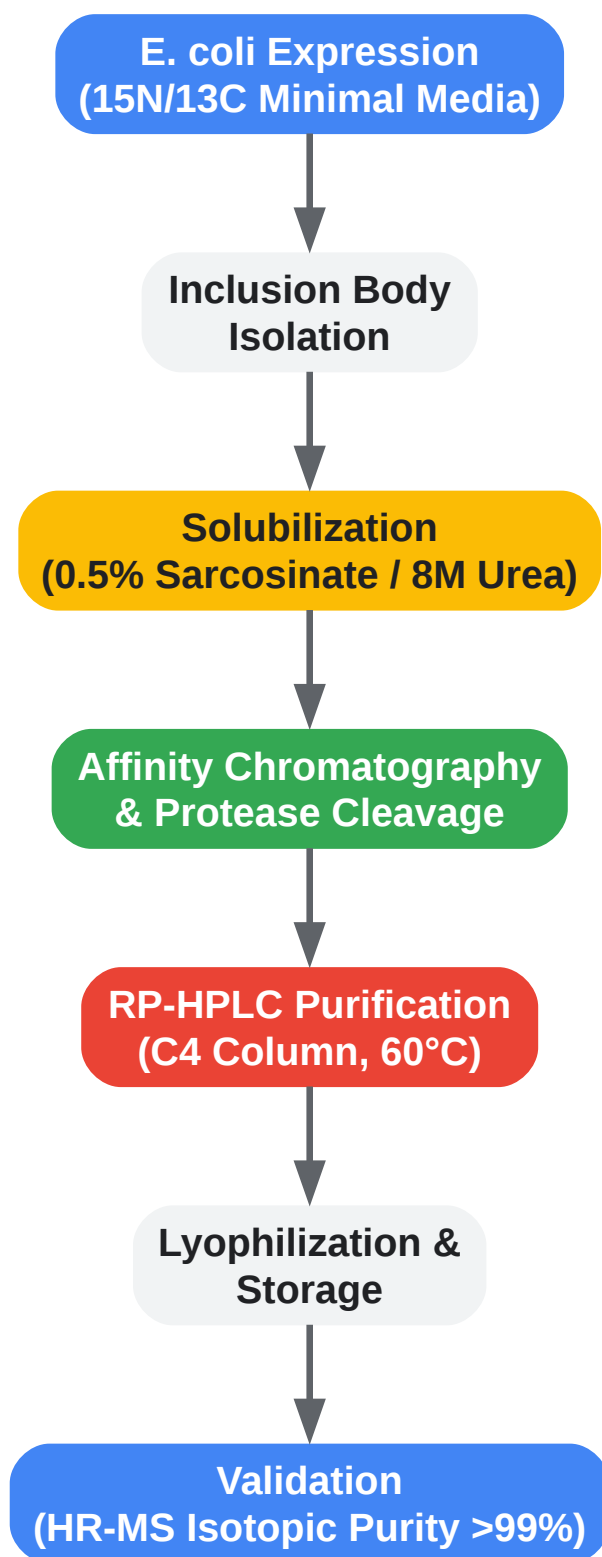 E. coli Expression
(15N/13C Minimal Media)
Inclusion Body
Isolation
Solubilization
(0.5% Sarcosinate / 8M Urea)
Affinity Chromatography
& Protease Cleavage
RP-HPLC Purification
(C4 Column, 60°C)
Lyophilization &
Storage
Validation
(HR-MS Isotopic Purity >99%)